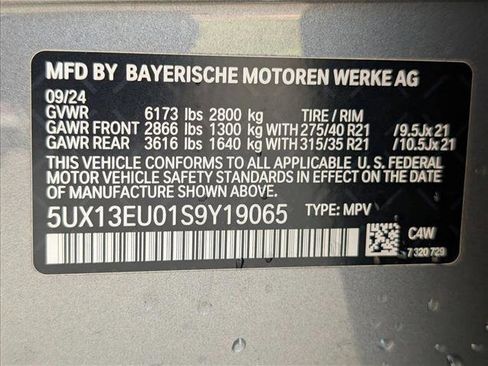 MFD BY BAYERISCHE MOTOREN WERKE AG
09/24
GVWR 6173 lbs 2800 kg TIRE / RIM
GAWR FRONT 2866 lbs 1300 kg WITH 275/40 R21 /9.5Jx21
GAWR REAR 3616 lbs 1640 kg WITH 315/35 R21 /10.5Jx21
THIS VEHICLE CONFORMS TO ALL APPLICABLE U. S. FEDERAL
MOTOR VEHICLE SAFETY STANDARDS IN EFFECT ON THE
DATE OF MANUFACTURE SHOWN ABOVE.
5UX13EU01S9Y19065 TYPE: MPV
C4W
7 320 729